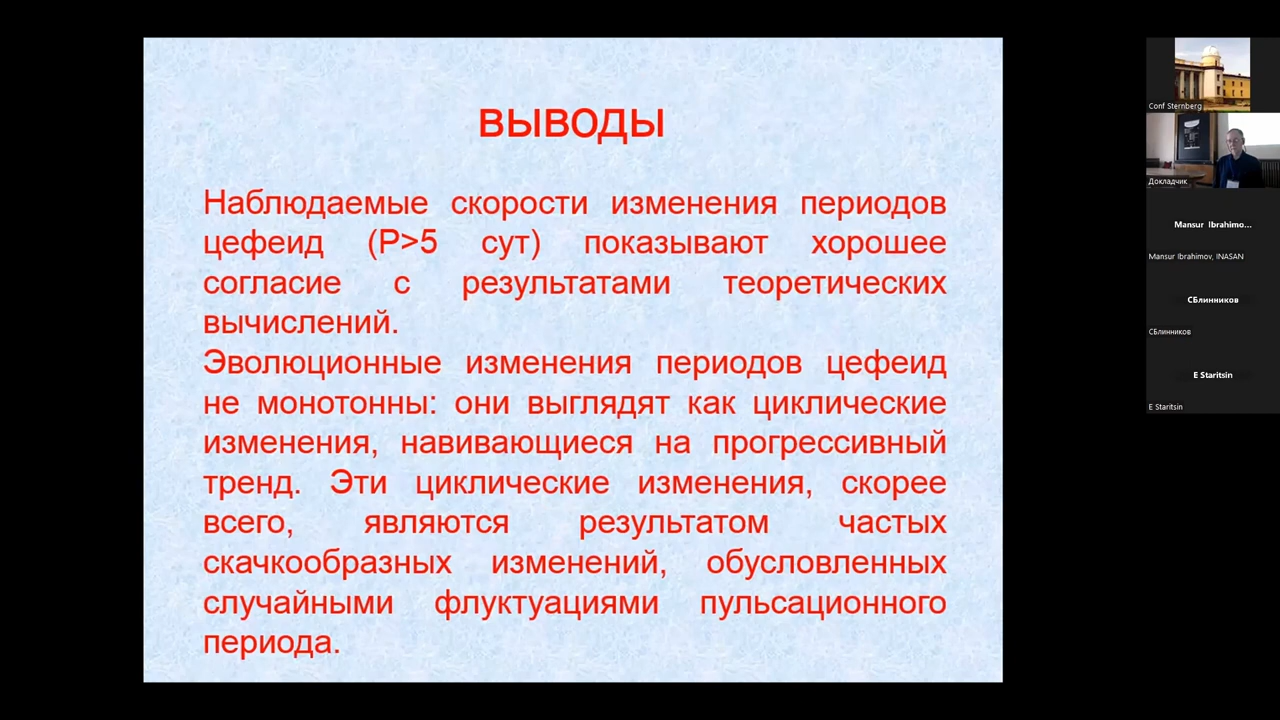 ВЫВОДЫ
Наблюдаемые скорости изменения периодов
цефеид (P>5 сут) показывают хорошее
согласие с результатами теоретических
вычислений.
Эволюционные изменения периодов цефеид
не монотонны: они выглядят как циклические
изменения, навивающиеся на прогрессивный
тренд. Эти циклические изменения, скорее
всего, являются результатом частых
скачкообразных изменений, обусловленных
случайными флуктуациями пульсационного
периода.
Conf Sternberg
Докладчик
Mansur Ibrahimo...
Mansur Ibrahimov, INASAN
СБлинников
СБлинников
E Staritsin
E Staritsin